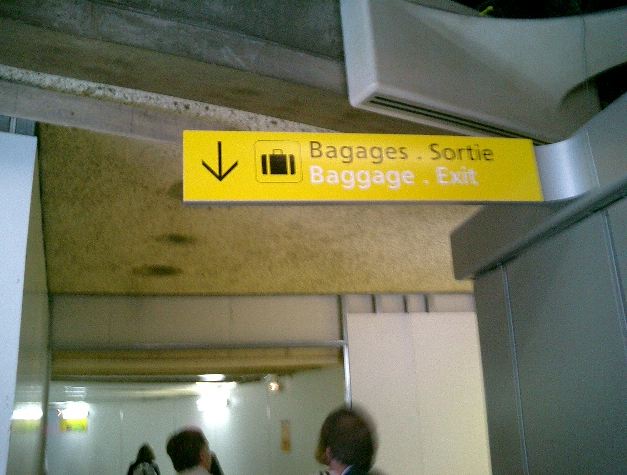 Bagages . Sortie
Baggage . Exit